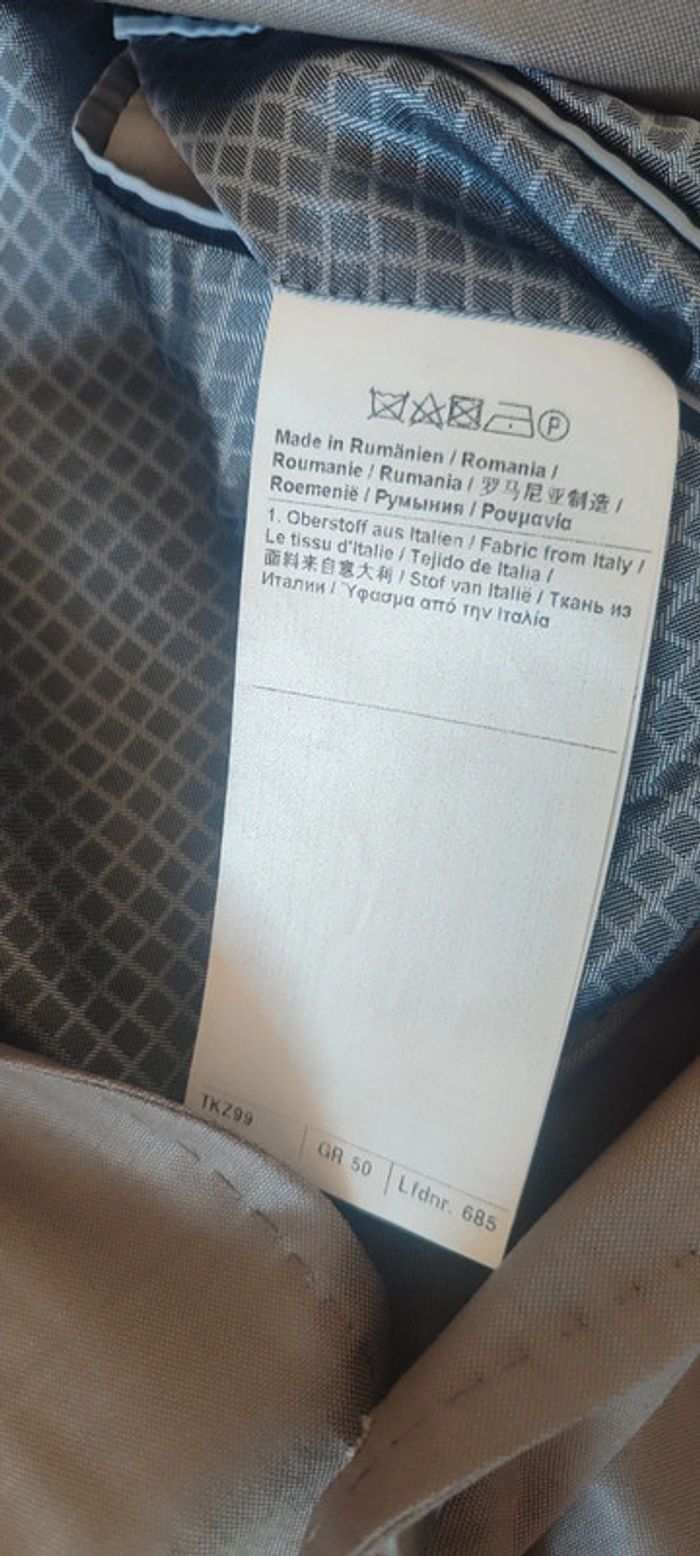 Made in Rumänien / Romania /
Roumanie / Rumania / 罗马尼亚制造 /
Roemenië / Румыния / Ρουμανία
1. Oberstoff aus Italien / Fabric from Italy /
Le tissu d'Italie / Tejido de Italia /
面料来自意大利 / Stof van Italië / Ткань из
Италии / Ύφασμα από την Ιταλία
TKZ99
GR 50
Lfdnr. 685